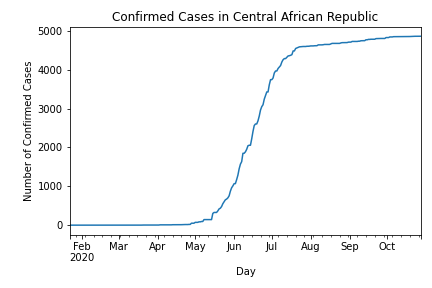 Confirmed Cases in Central African Republic
Number of Confirmed Cases
5000
4000
3000
2000
1000
0
Feb Mar Apr May Jun Jul Aug Sep Oct
2020
Day